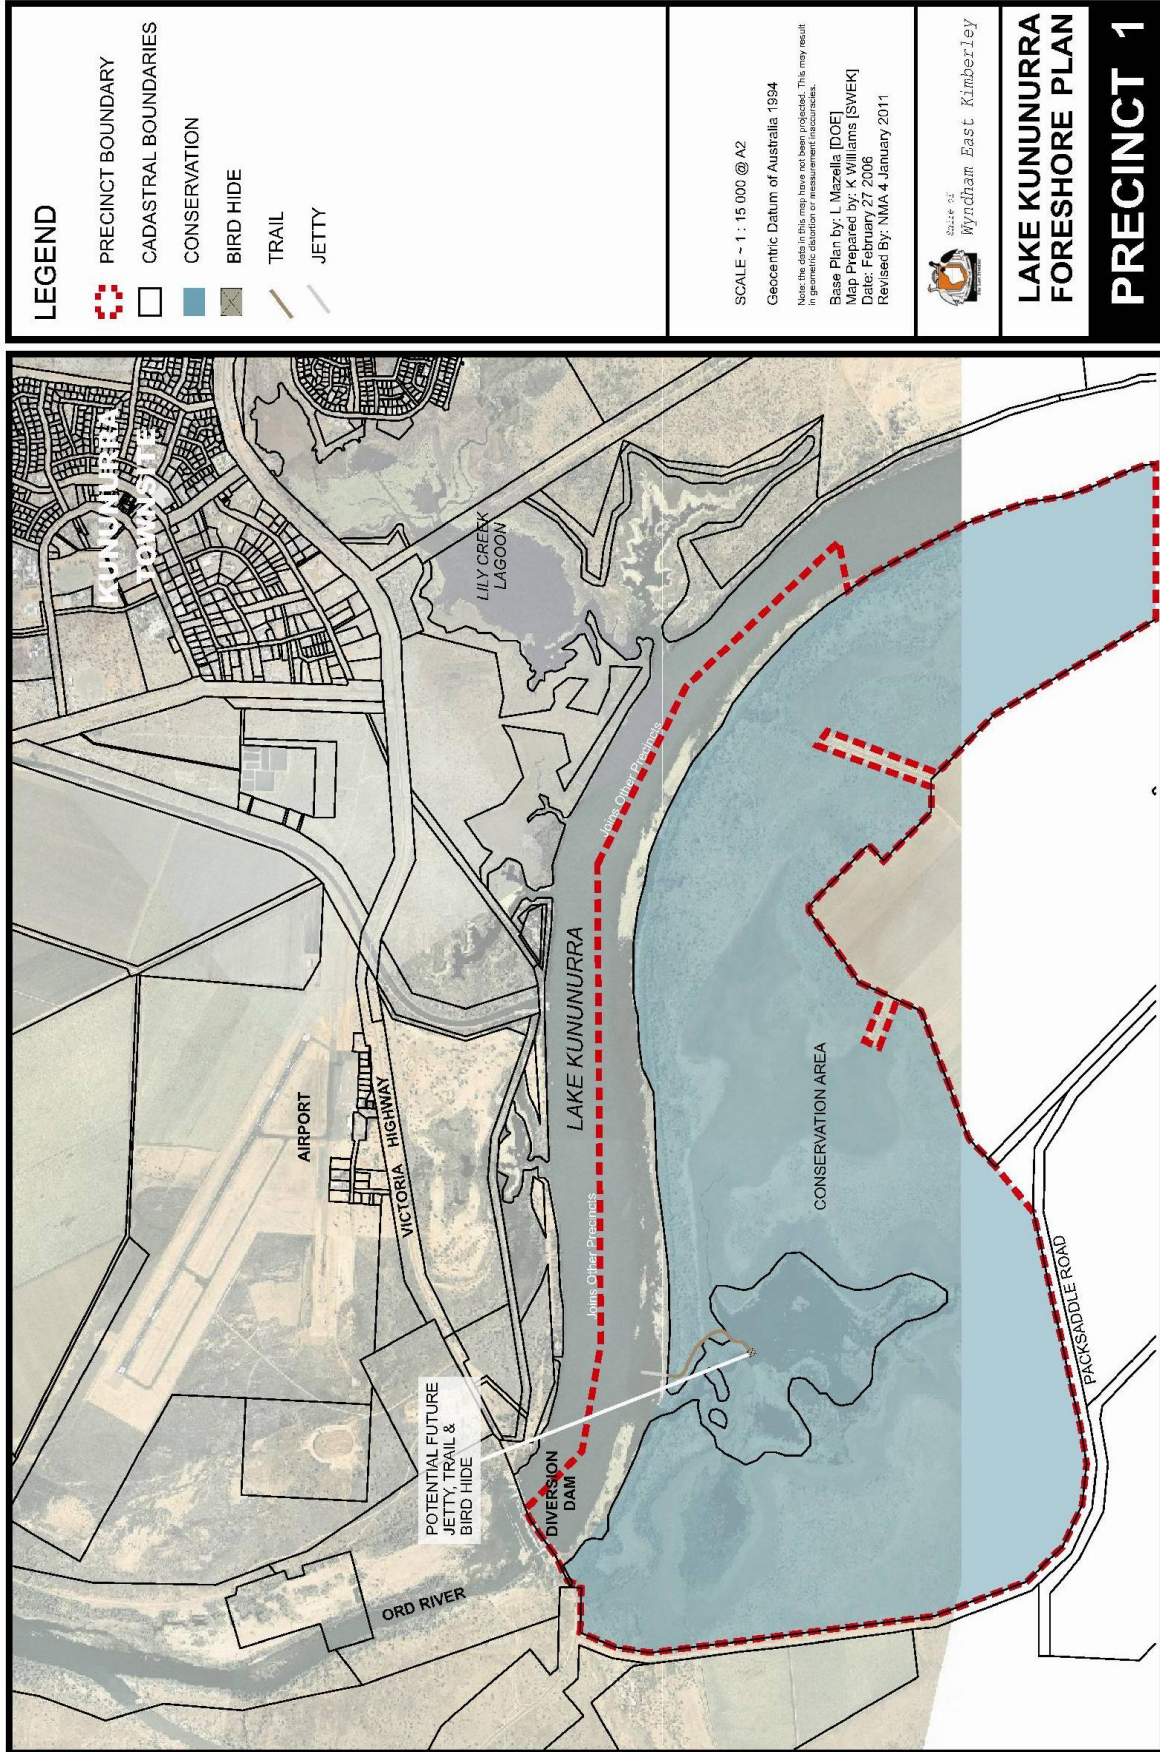 LEGEND
PRECINCT BOUNDARY
CADASTRAL BOUNDARIES
CONSERVATION
BIRD HIDE
TRAIL
JETTY
SCALE ~ 1 : 15 000 @ A2
Geocentric Datum of Australia 1994
Note: the data in this map have not been projected. This may result
in geometric distortion or measurement inaccuracies.
Base Plan by: L Mazella [DOE]
Map Prepared by: K Williams [SWEK]
Date: February 27 2006
Revised By: NMA 4 January 2011
Shire of
Wyndham East Kimberley
LAKE KUNUNURRA
FORESHORE PLAN
PRECINCT 1
KUNUNURRA
TOWNSITE
LILY CREEK
LAGOON
AIRPORT
VICTORIA HIGHWAY
LAKE KUNUNURRA
Joins Other Precincts
Joins Other Precincts
POTENTIAL FUTURE
JETTY, TRAIL &
BIRD HIDE
DIVERSION
DAM
ORD RIVER
CONSERVATION AREA
PACKSADDLE ROAD